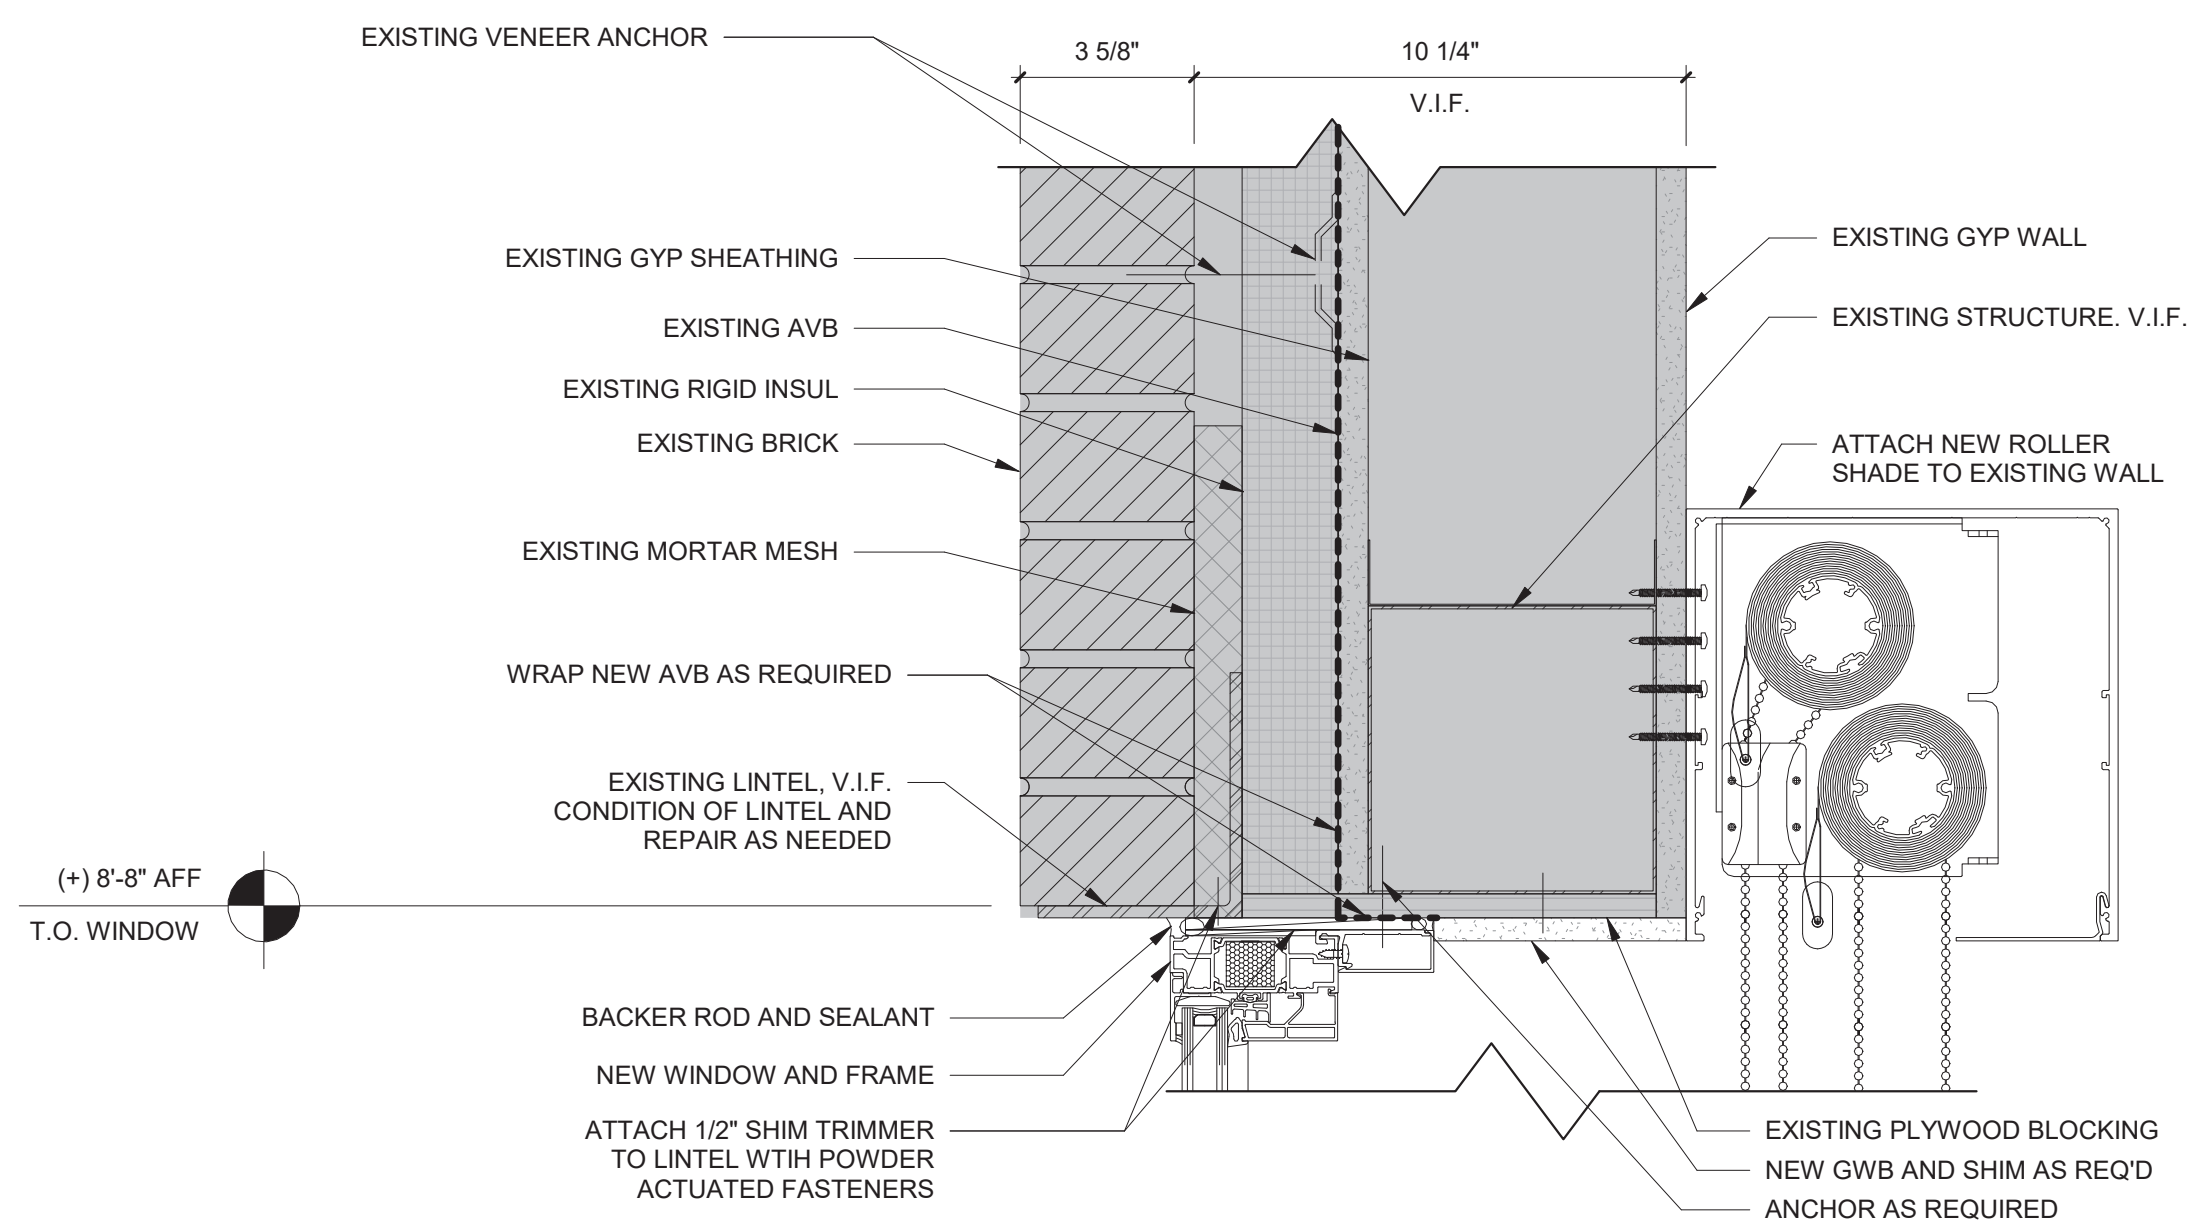 EXISTING VENEER ANCHOR
3 5/8"
10 1/4"
V.I.F.
EXISTING GYP SHEATHING
EXISTING AVB
EXISTING RIGID INSUL
EXISTING BRICK
EXISTING MORTAR MESH
WRAP NEW AVB AS REQUIRED
EXISTING LINTEL, V.I.F.
CONDITION OF LINTEL AND
REPAIR AS NEEDED
(+) 8'-8" AFF
T.O. WINDOW
BACKER ROD AND SEALANT
NEW WINDOW AND FRAME
ATTACH 1/2" SHIM TRIMMER
TO LINTEL WTIH POWDER
ACTUATED FASTENERS
EXISTING GYP WALL
EXISTING STRUCTURE. V.I.F.
ATTACH NEW ROLLER
SHADE TO EXISTING WALL
EXISTING PLYWOOD BLOCKING
NEW GWB AND SHIM AS REQ'D
ANCHOR AS REQUIRED